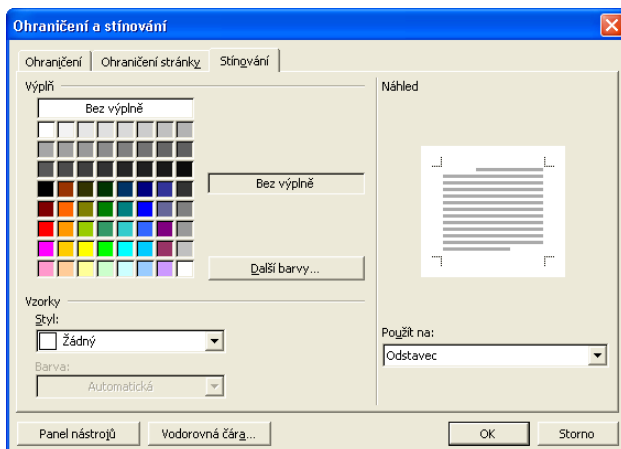 Ohraničení a stínování
Ohraničení
Ohraničení stránky
Stínování
Výplň
Bez výplně
Bez výplně
Další barvy...
Vzorky
Styl:
Žádný
Barva:
Automatická
Náhled
Použít na:
Odstavec
Panel nástrojů
Vodorovná čára...
OK
Storno